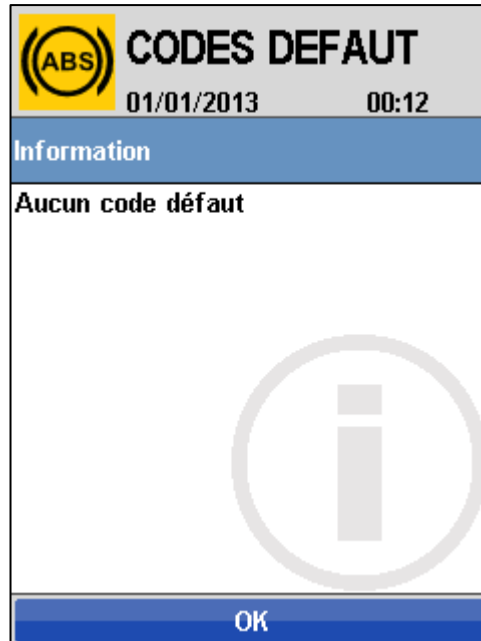 ABS
CODES DEFAUT
01/01/2013 00:12
Information
Aucun code défaut
OK